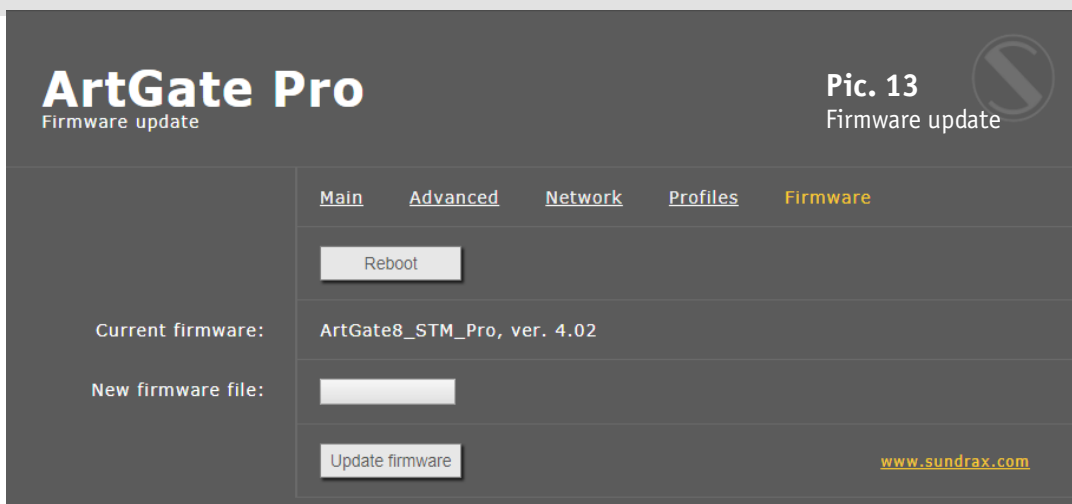 ArtGate Pro
Firmware update
Pic. 13
Firmware update
Main Advanced Network Profiles Firmware
Reboot
Current firmware: ArtGate8_STM_Pro, ver. 4.02
New firmware file:
Update firmware
www.sundrax.com